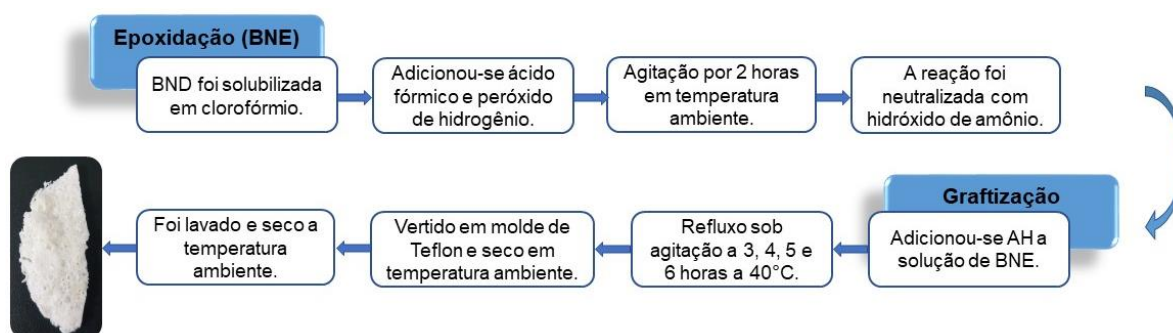 Epoxidação (BNE)
BND foi solubilizada
em clorofórmio.
Adicionou-se ácido
fórmico e peróxido
de hidrogênio.
Agitação por 2 horas
em temperatura
ambiente.
A reação foi
neutralizada com
hidróxido de amônio.
Graftização
Adicionou-se AH a
solução de BNE.
Refluxo sob
agitação a 3, 4, 5 e
6 horas a 40°C.
Vertido em molde de
Teflon e seco em
temperatura ambiente.
Foi lavado e seco a
temperatura
ambiente.